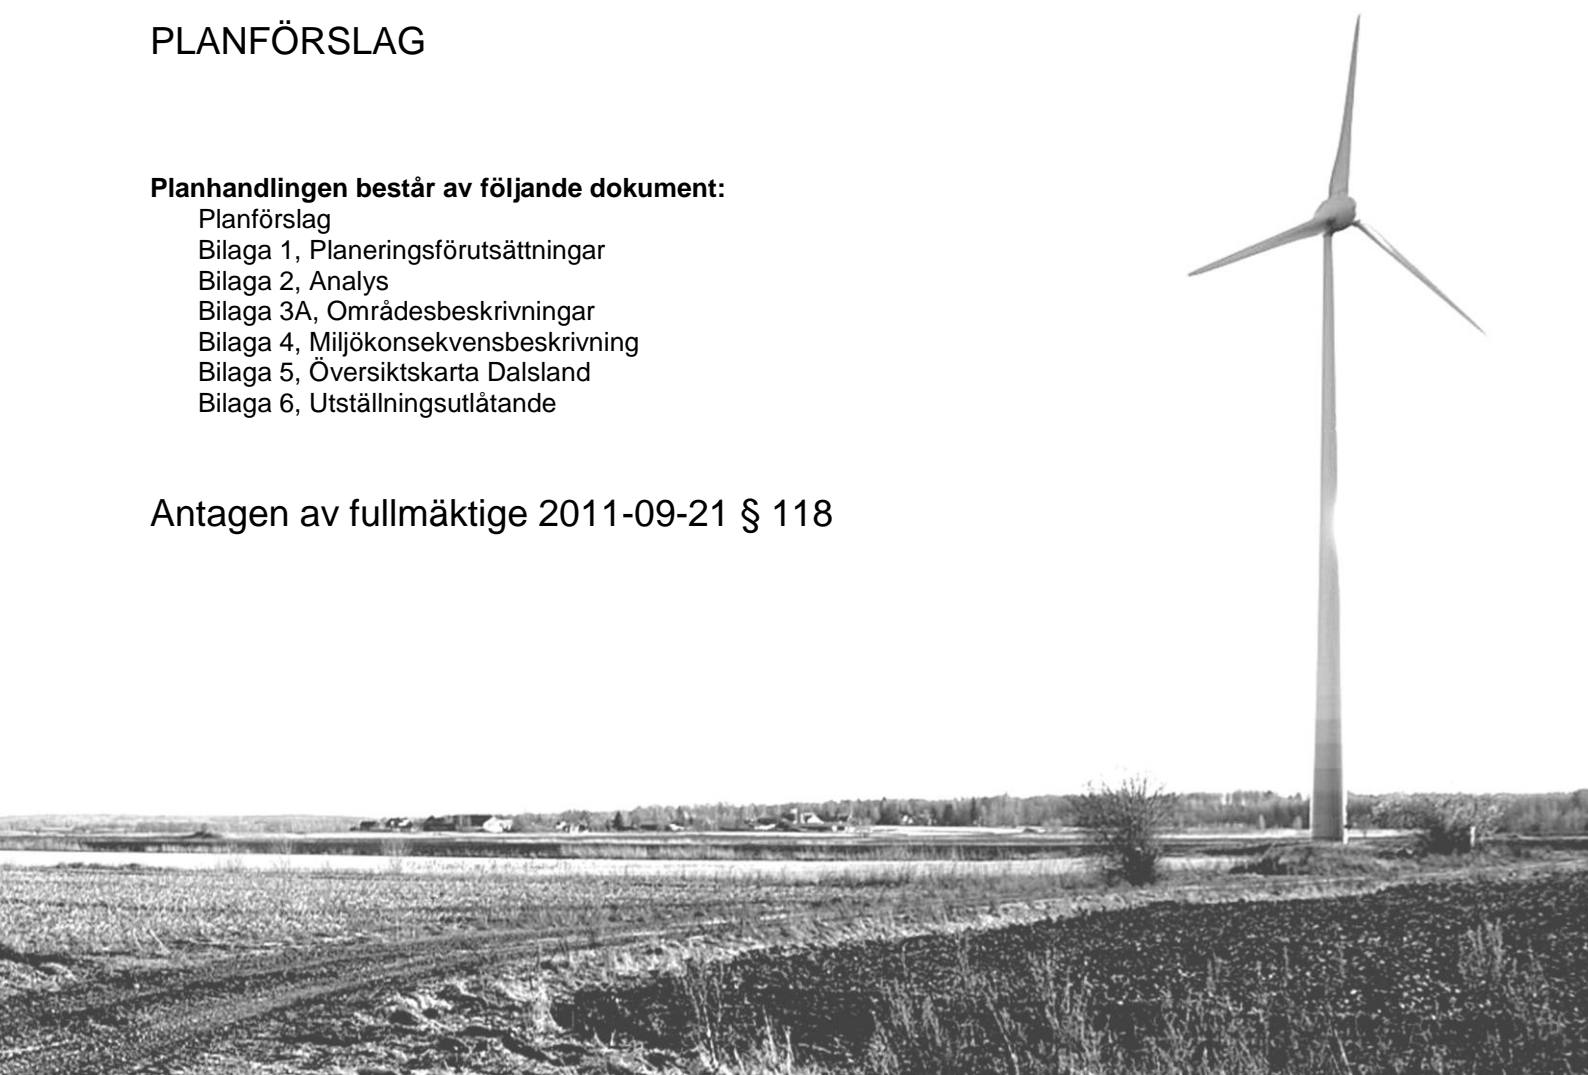 PLANFÖRSLAG
Planhandlingen består av följande dokument:
Planförslag
Bilaga 1, Planeringsförutsättningar
Bilaga 2, Analys
Bilaga 3A, Områdesbeskrivningar
Bilaga 4, Miljökonsekvensbeskrivning
Bilaga 5, Översiktskarta Dalsland
Bilaga 6, Utställningsutlåtande
Antagen av fullmäktige 2011-09-21 § 118